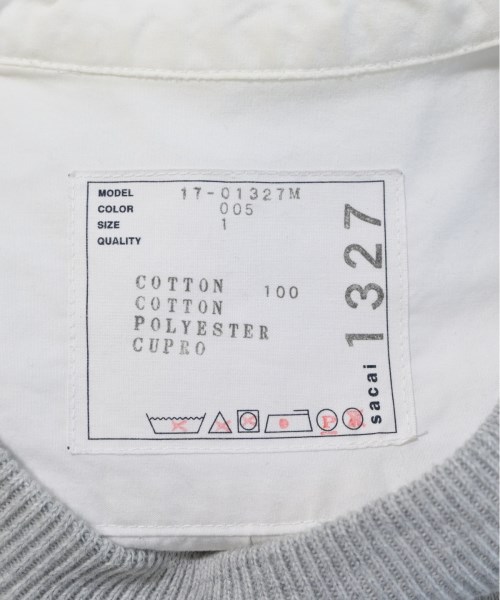 MODEL 17-01327M
COLOR 005
SIZE 1
QUALITY
COTTON 100
COTTON
POLYESTER
CUPRO
sacai 1327
P